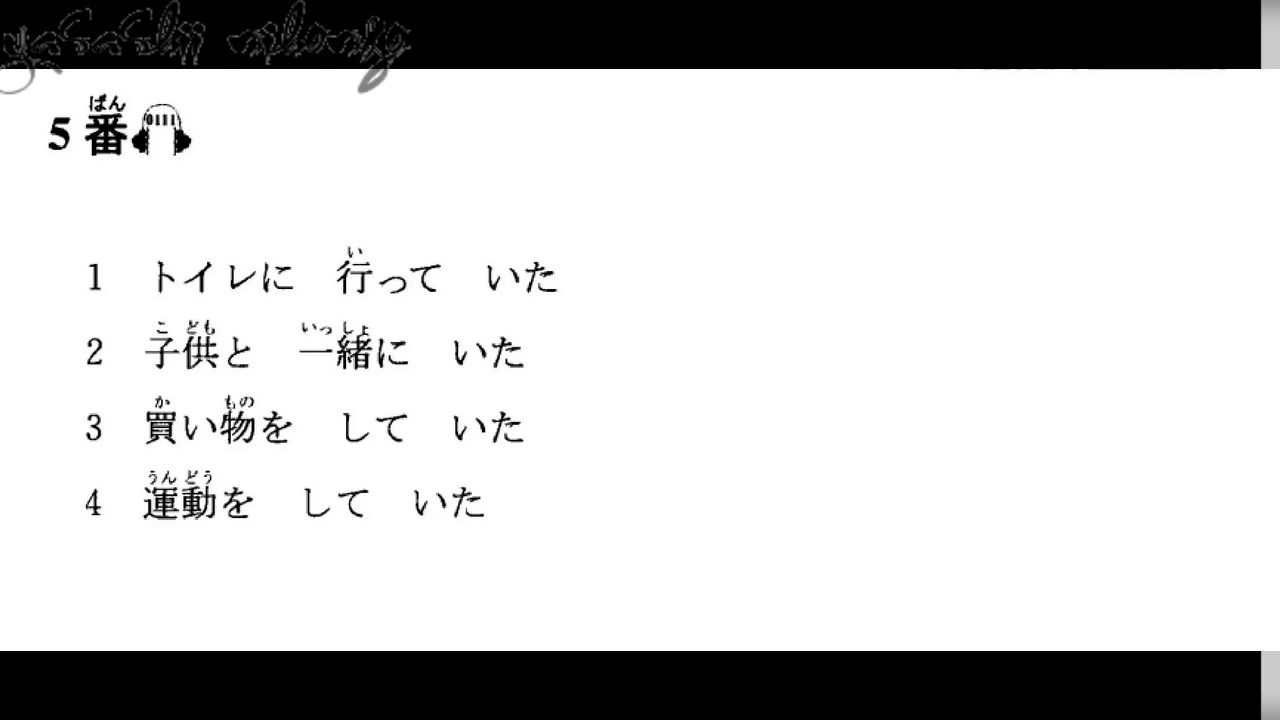 5番
1 トイレに 行って いた
2 子供と 一緒に いた
3 買い物を して いた
4 運動を して いた